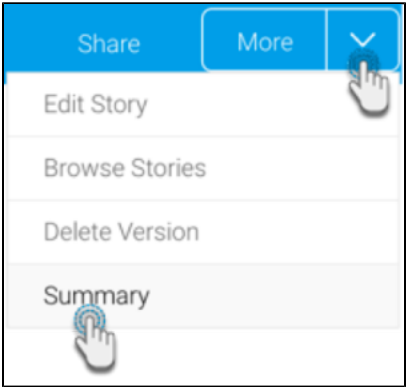 Share More
Edit Story
Browse Stories
Delete Version
Summary